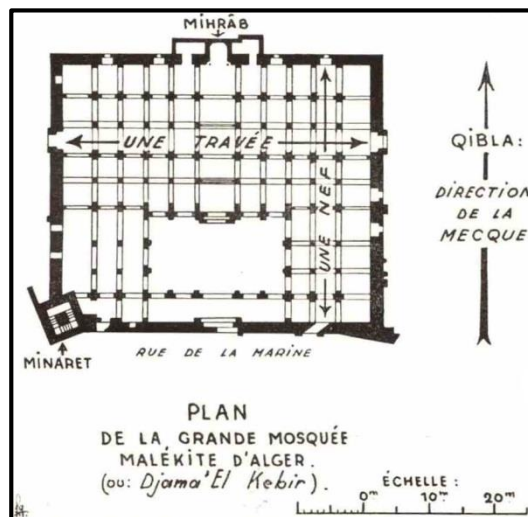 MIHRÂB
UNE TRAVÉE
UNE NEF
QIBLA:
DIRECTION
DE LA
MECQUE
RUE DE LA MARINE
MINARET
PLAN
DE LA GRANDE MOSQUÉE
MALÉKITE D'ALGER.
(ou: Djama' El Kebir).
ÉCHELLE:
0m 10m 20m